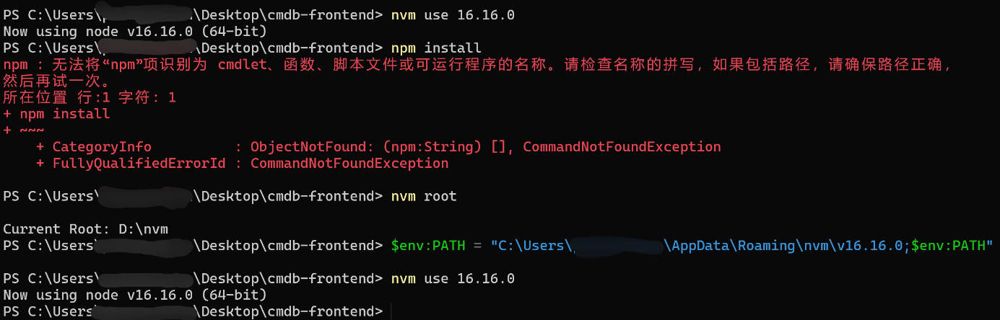 PS C:\Users\ \Desktop\cmdb-frontend> nvm use 16.16.0
Now using node v16.16.0 (64-bit)
PS C:\Users\ \Desktop\cmdb-frontend> npm install
npm : 无法将“npm”项识别为 cmdlet、函数、脚本文件或可运行程序的名称。请检查名称的拼写，如果包括路径，请确保路径正确，
然后再试一次。
所在位置 行:1 字符: 1
+ npm install
+ ~~~
    + CategoryInfo          : ObjectNotFound: (npm:String) [], CommandNotFoundException
    + FullyQualifiedErrorId : CommandNotFoundException
PS C:\Users\ \Desktop\cmdb-frontend> nvm root
Current Root: D:\nvm
PS C:\Users\ \Desktop\cmdb-frontend> $env:PATH = "C:\Users\ \AppData\Roaming\nvm\v16.16.0;$env:PATH"
PS C:\Users\ \Desktop\cmdb-frontend> nvm use 16.16.0
Now using node v16.16.0 (64-bit)
PS C:\Users \Desktop\cmdb-frontend>